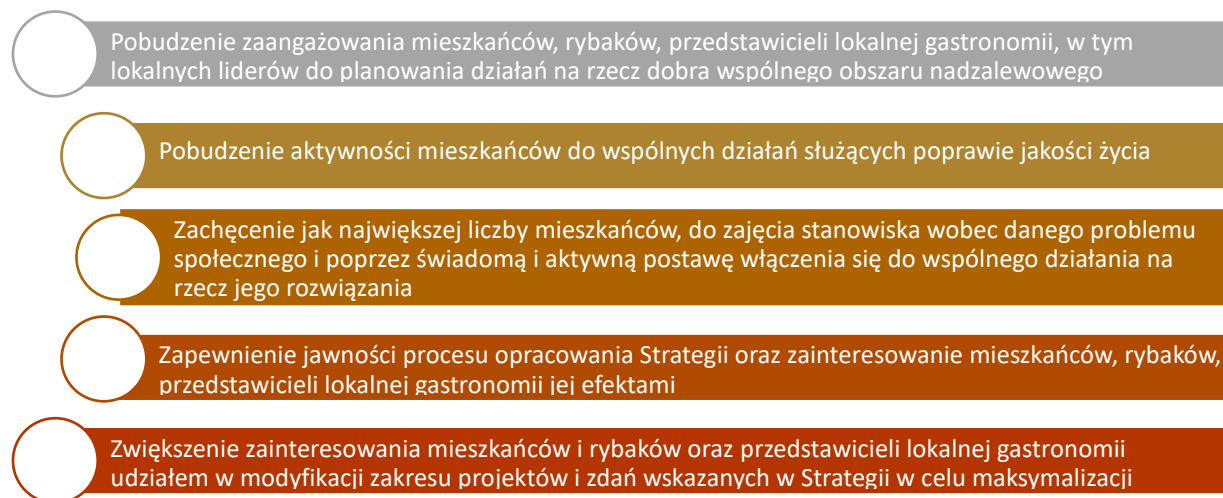 Pobudzenie zaangażowania mieszkańców, rybaków, przedstawicieli lokalnej gastronomii, w tym
lokalnych liderów do planowania działań na rzecz dobra wspólnego obszaru nadzalewowego
Pobudzenie aktywności mieszkańców do wspólnych działań służących poprawie jakości życia
Zachęcenie jak największej liczby mieszkańców, do zajęcia stanowiska wobec danego problemu
społecznego i poprzez świadomą i aktywną postawę włączenia się do wspólnego działania na
rzecz jego rozwiązania
Zapewnienie jawności procesu opracowania Strategii oraz zainteresowanie mieszkańców, rybaków,
przedstawicieli lokalnej gastronomii jej efektami
Zwiększenie zainteresowania mieszkańców i rybaków oraz przedstawicieli lokalnej gastronomii
udziałem w modyfikacji zakresu projektów i zdań wskazanych w Strategii w celu maksymalizacji